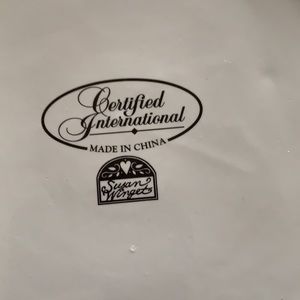 Certified
International
MADE IN CHINA
Susan
Winget